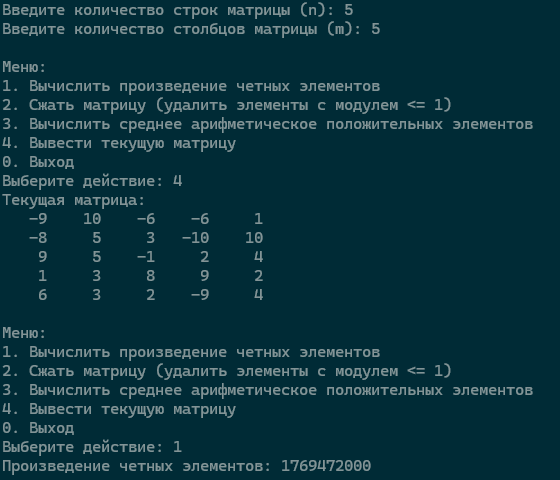 Введите количество строк матрицы (n): 5
Введите количество столбцов матрицы (m): 5
Меню:
1. Вычислить произведение четных элементов
2. Сжать матрицу (удалить элементы с модулем <= 1)
3. Вычислить среднее арифметическое положительных элементов
4. Вывести текущую матрицу
0. Выход
Выберите действие: 4
Текущая матрица:
-9 10 -6 -6 1
-8 5 3 -10 10
9 5 -1 2 4
1 3 8 9 2
6 3 2 -9 4
Меню:
1. Вычислить произведение четных элементов
2. Сжать матрицу (удалить элементы с модулем <= 1)
3. Вычислить среднее арифметическое положительных элементов
4. Вывести текущую матрицу
0. Выход
Выберите действие: 1
Произведение четных элементов: 1769472000